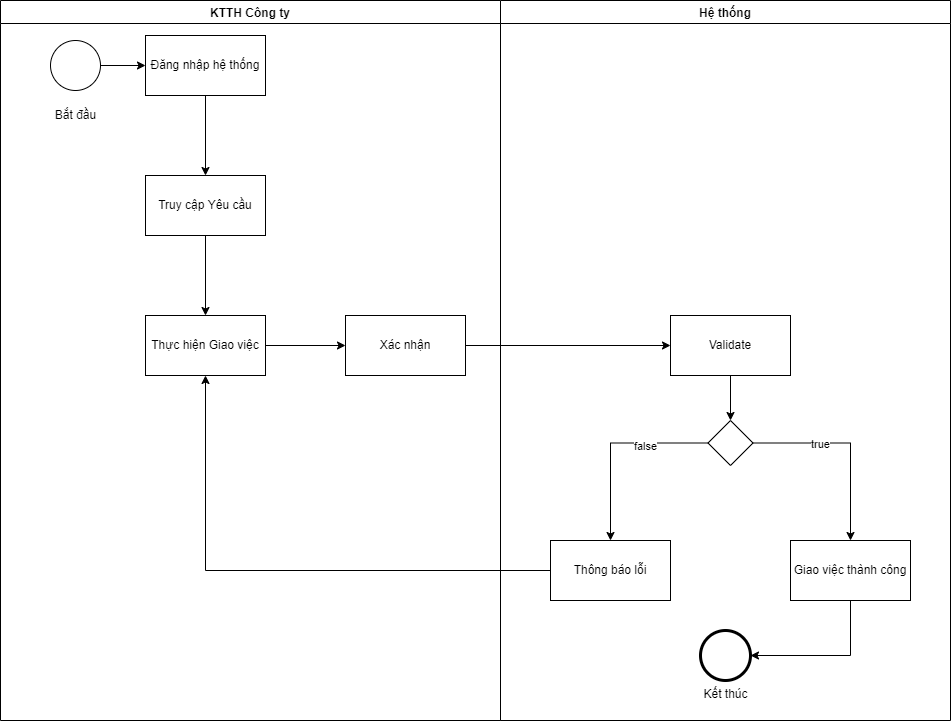 KTTH Công ty
Hệ thống
Đăng nhập hệ thống
Bắt đầu
Truy cập Yêu cầu
Thực hiện Giao việc
Xác nhận
Validate
false
true
Thông báo lỗi
Giao việc thành công
Kết thúc